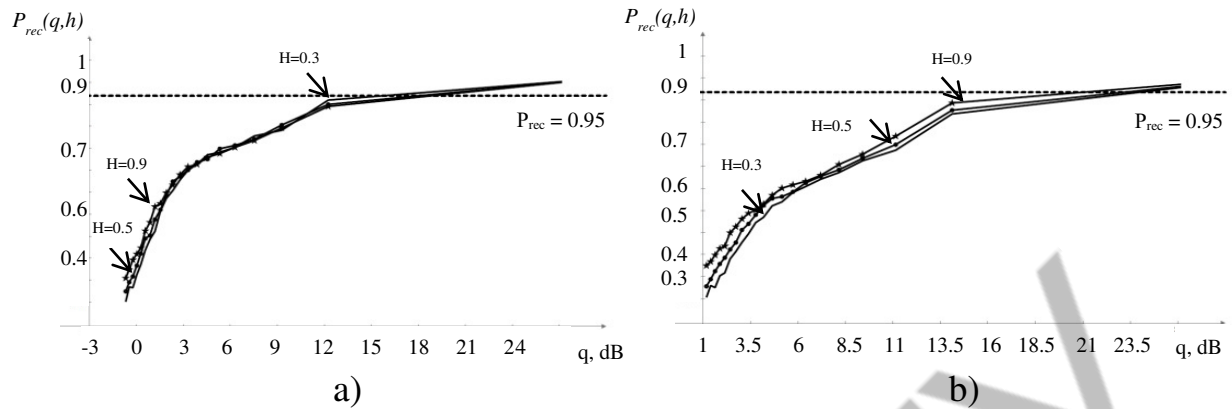 P_rec(q,h)
1
0.9
0.7
0.6
0.4
H=0.3
H=0.9
H=0.5
P_rec = 0.95
-3 0 3 6 9 12 15 18 21 24 q, dB
a)
P_rec(q,h)
1
0.9
0.7
0.6
0.5
0.4
0.3
H=0.9
H=0.5
H=0.3
P_rec = 0.95
1 3.5 6 8.5 11 13.5 16 18.5 21 23.5 q, dB
b)